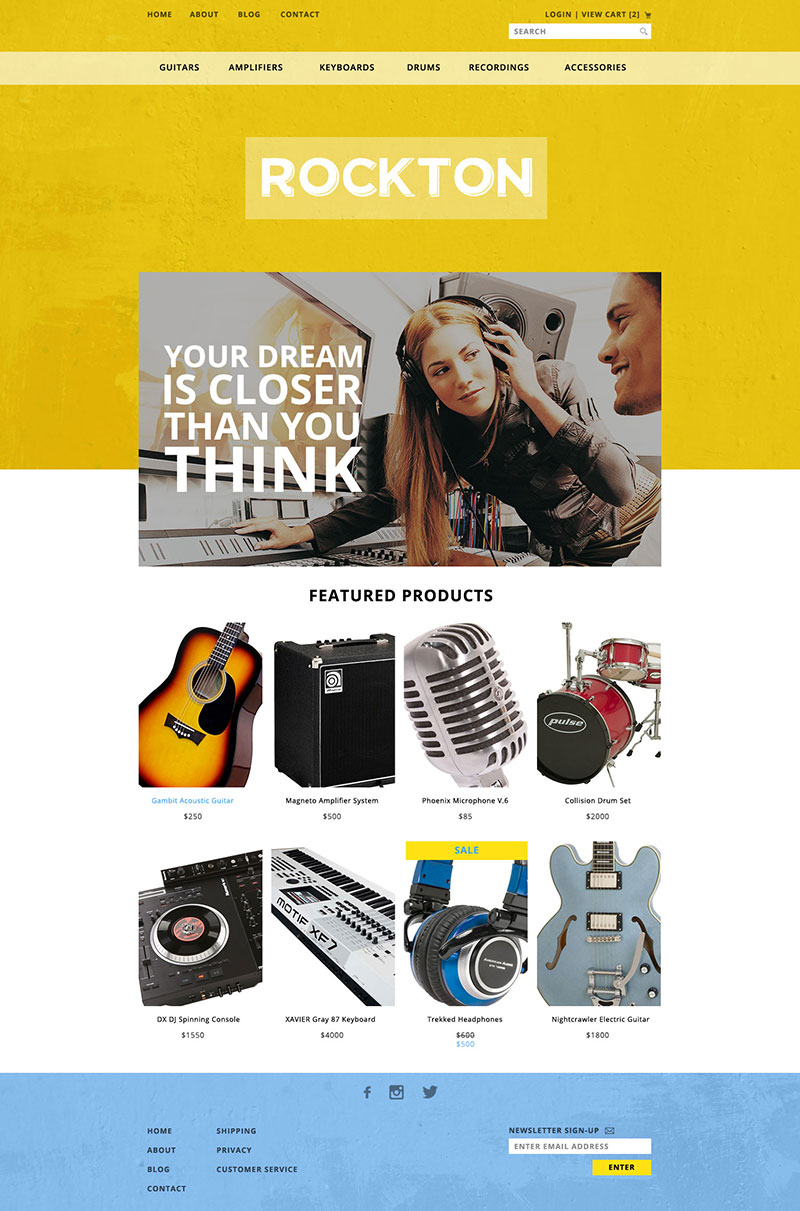 HOME ABOUT BLOG CONTACT
LOGIN | VIEW CART [2]
SEARCH
GUITARS AMPLIFIERS KEYBOARDS DRUMS RECORDINGS ACCESSORIES
ROCKTON
YOUR DREAM
IS CLOSER
THAN YOU
THINK
FEATURED PRODUCTS
pulse
Gambit Acoustic Guitar
$250
Magneto Amplifier System
$500
Phoenix Microphone V.6
$85
Collision Drum Set
$2000
SALE
MOTIF XF7
AMERICAN AUDIO
DX DJ Spinning Console
$1550
XAVIER Gray 87 Keyboard
$4000
Trekked Headphones
$600
$500
Nightcrawler Electric Guitar
$1800
HOME
ABOUT
BLOG
CONTACT
SHIPPING
PRIVACY
CUSTOMER SERVICE
NEWSLETTER SIGN-UP
ENTER EMAIL ADDRESS
ENTER